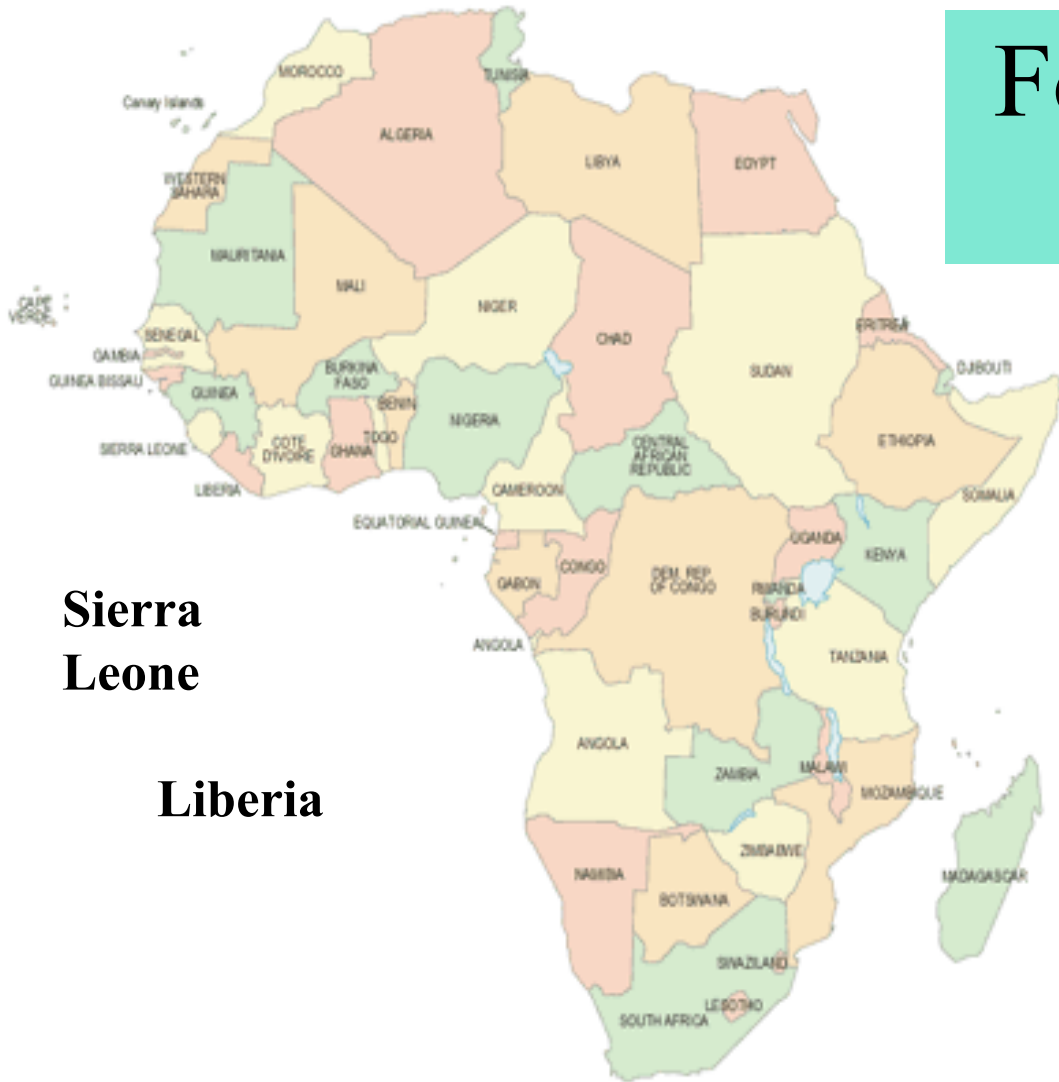 Fo
MOROCCO
TUNISIA
Canary Islands
ALGERIA
LIBYA
EGYPT
WESTERN
SAHARA
MAURITANIA
MALI
NIGER
CHAD
SUDAN
ERITREA
DJIBOUTI
CAPE
VERDE
SENEGAL
GAMBIA
GUINEA BISSAU
GUINEA
BURKINA
FASO
BENIN
NIGERIA
SIERRA LEONE
COTE
D'IVOIRE
GHANA
TOGO
CENTRAL
AFRICAN
REPUBLIC
ETHIOPIA
SOMALIA
LIBERIA
CAMEROON
EQUATORIAL GUINEA
UGANDA
KENYA
GABON
CONGO
DEM. REP
OF CONGO
RWANDA
BURUNDI
Sierra
Leone
ANGOLA
TANZANIA
ANGOLA
ZAMBIA
MALAWI
MOZAMBIQUE
Liberia
ZIMBABWE
NAMIBIA
BOTSWANA
MADAGASCAR
SWAZILAND
LESOTHO
SOUTH AFRICA